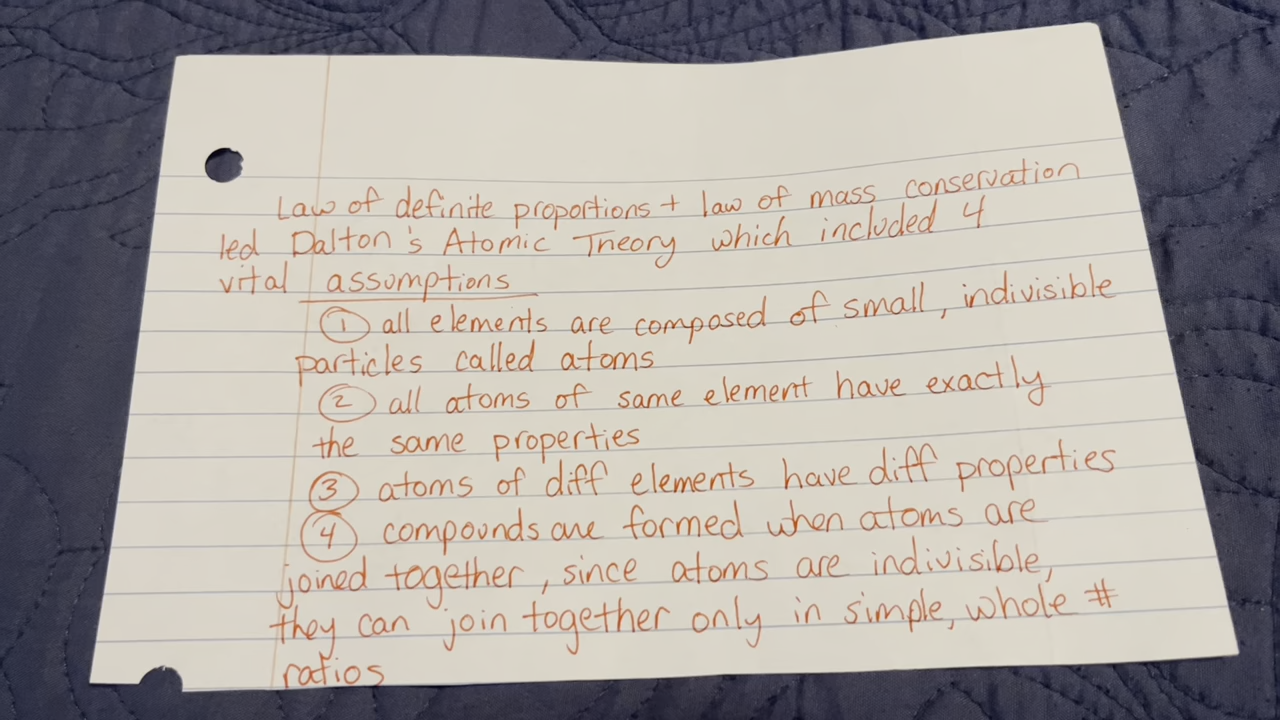 Law of definite proportions + law of mass conservation
led Dalton's Atomic Theory which included 4
vital assumptions
① all elements are composed of small, indivisible
particles called atoms
② all atoms of same element have exactly
the same properties
③ atoms of diff elements have diff properties
④ compounds are formed when atoms are
joined together, since atoms are indivisible,
they can join together only in simple, whole #
ratios